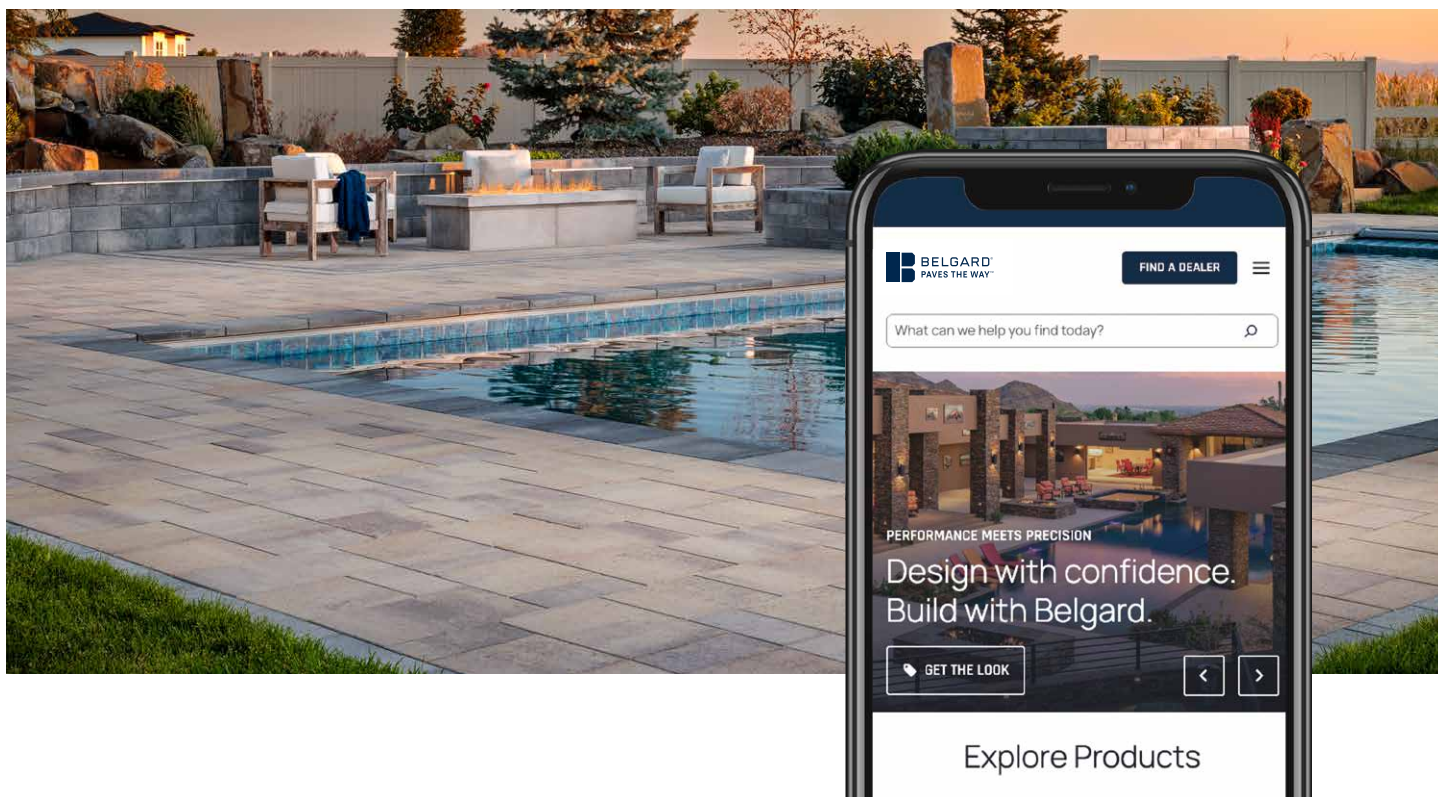 BELGARD®
PAVES THE WAY™
FIND A DEALER
What can we help you find today?
PERFORMANCE MEETS PRECISION
Design with confidence.
Build with Belgard.
GET THE LOOK
Explore Products